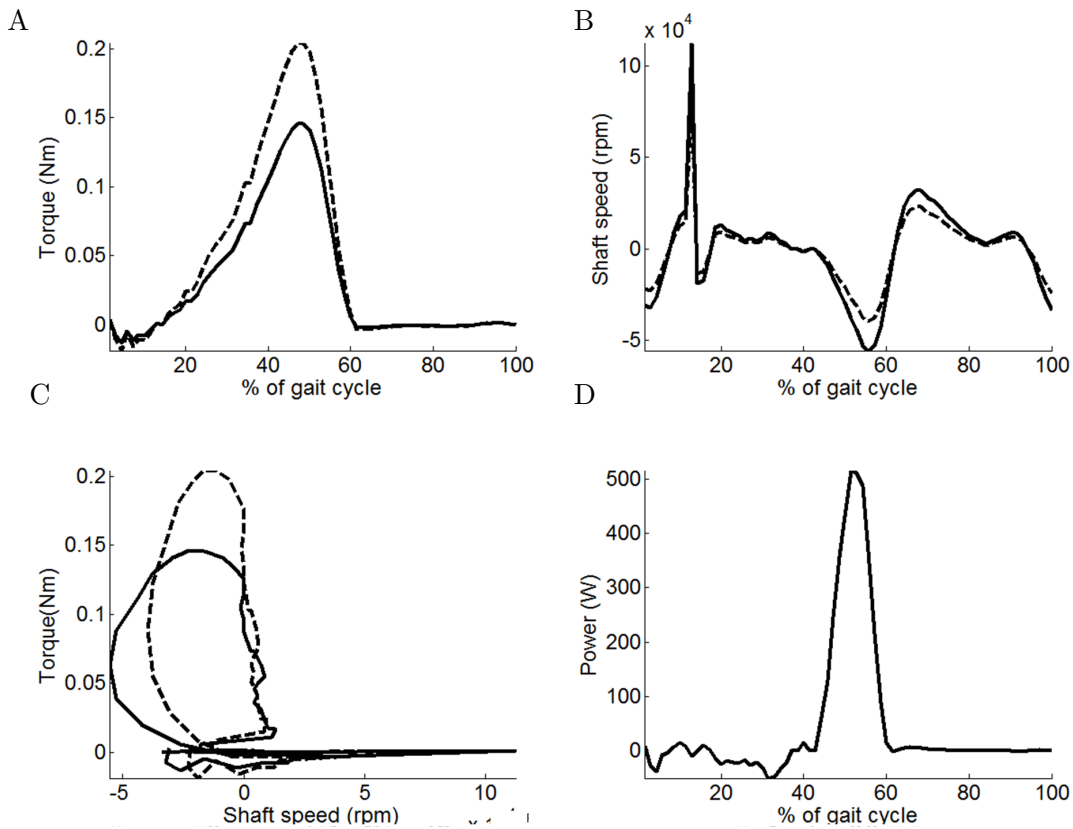 A
0.2
0.15
0.1
0.05
0
Torque (Nm)
20 40 60 80 100
% of gait cycle
B
x 10^4
10
5
0
-5
Shaft speed (rpm)
20 40 60 80 100
% of gait cycle
C
0.2
0.15
0.1
0.05
0
Torque(Nm)
-5 0 5 10
Shaft speed (rpm)
D
500
400
300
200
100
0
Power (W)
20 40 60 80 100
% of gait cycle